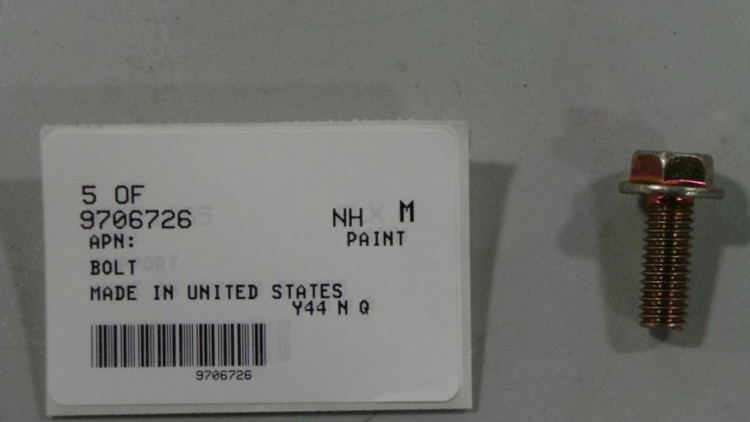 5 OF
9706726 NH M
APN: PAINT
BOLT
MADE IN UNITED STATES
Y44 N Q
9706726